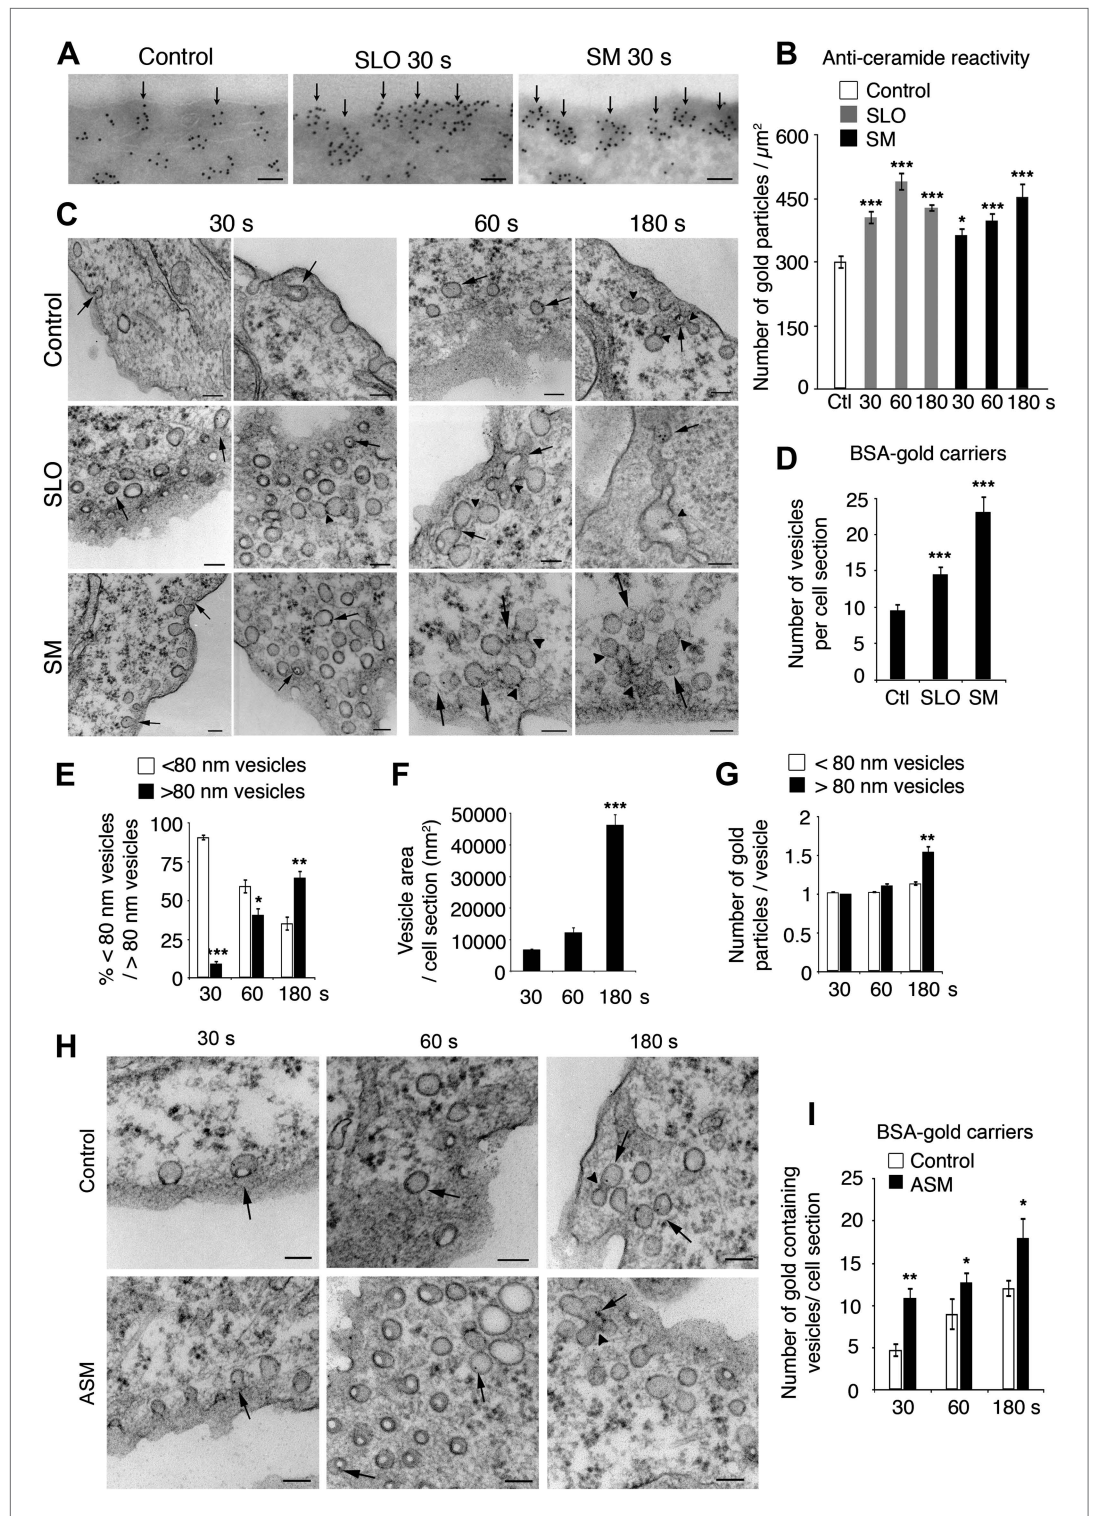 A
Control
SLO 30 s
SM 30 s
B
Anti-ceramide reactivity
Control
SLO
SM
Number of gold particles / µm²
600
450
300
150
0
***
***
***
*
***
***
Ctl 30 60 180 30 60 180 s
C
30 s
60 s
180 s
Control
SLO
SM
D
BSA-gold carriers
Number of vesicles
per cell section
25
20
15
10
5
0
***
***
Ctl SLO SM
E
<80 nm vesicles
>80 nm vesicles
% < 80 nm vesicles
/ > 80 nm vesicles
100
75
50
25
0
***
*
**
30 60 180 s
F
Vesicle area
/ cell section (nm²)
50000
40000
30000
20000
10000
0
***
30 60 180 s
G
< 80 nm vesicles
> 80 nm vesicles
Number of gold
particles / vesicle
2
1.5
1
0.5
0
**
30 60 180 s
H
30 s
60 s
180 s
Control
ASM
I
BSA-gold carriers
Control
ASM
Number of gold containing
vesicles/ cell section
25
20
15
10
5
0
**
*
*
30 60 180 s